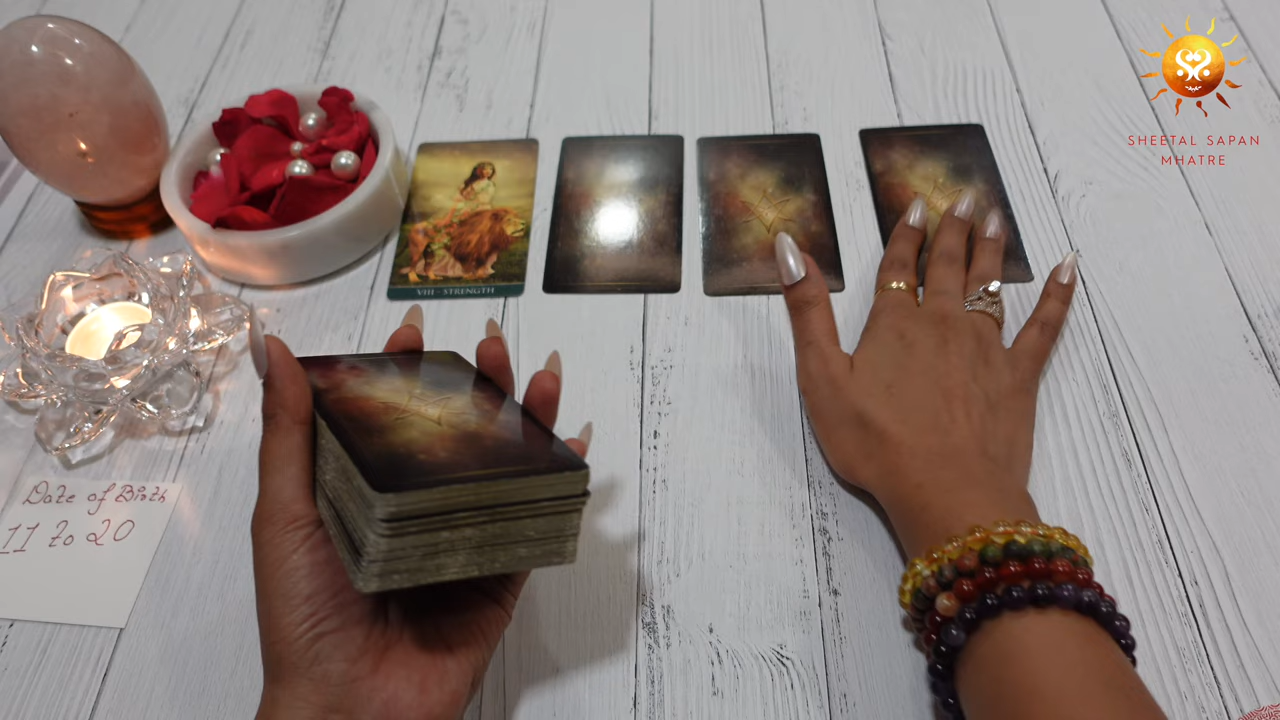 SHEETAL SAPAN
MHATRE
VIII - STRENGTH
Date of Birth
11 to 20